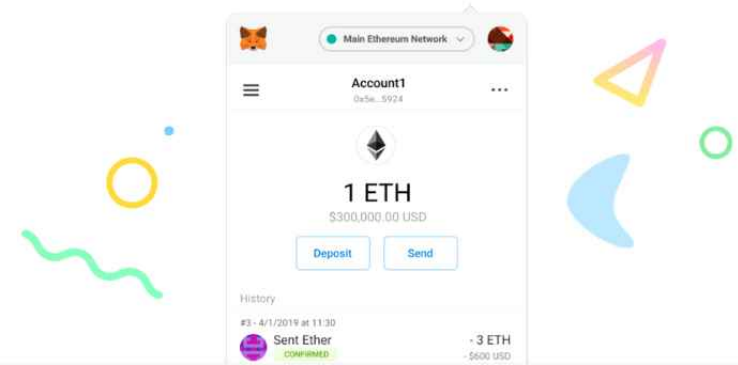 Main Ethereum Network
Account1
0x5e...5924
1 ETH
$300,000.00 USD
Deposit Send
History
#3 - 4/1/2019 at 11:30
Sent Ether - 3 ETH
CONFIRMED - $600 USD